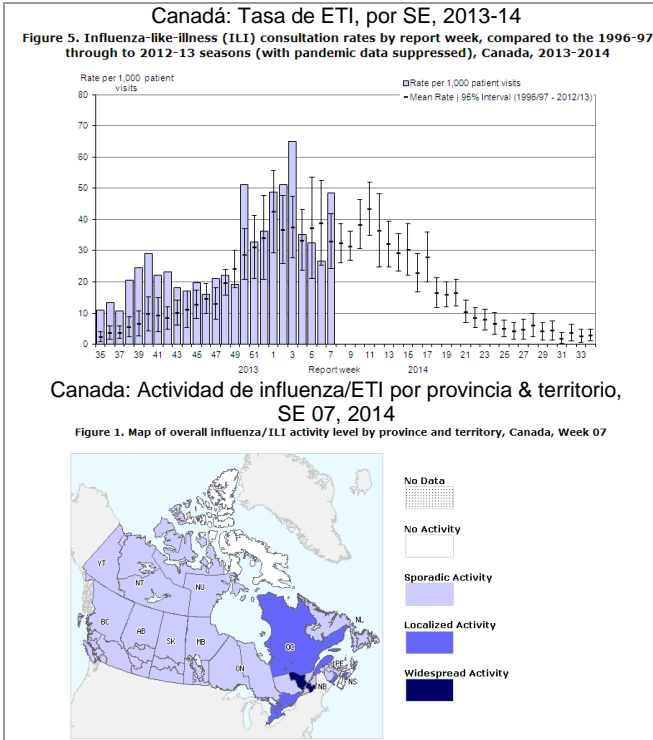 Canadá: Tasa de ETI, por SE, 2013-14
Figure 5. Influenza-like-illness (ILI) consultation rates by report week, compared to the 1996-97
through to 2012-13 seasons (with pandemic data suppressed), Canada, 2013-2014
Rate per 1,000 patient
visits
Rate per 1,000 patient visits
Mean Rate | 95% Interval (1996/97 - 2012/13)
80
70
60
50
40
30
20
10
0
35 37 39 41 43 45 47 49 51 1 3 5 7 9 11 13 15 17 19 21 23 25 27 29 31 33
2013 Report week 2014
Canada: Actividad de influenza/ETI por provincia & territorio,
SE 07, 2014
Figure 1. Map of overall influenza/ILI activity level by province and territory, Canada, Week 07
No Data
No Activity
Sporadic Activity
Localized Activity
Widespread Activity
YT
NT
NU
BC
AB
SK
MB
ON
QC
NL
PE
NB
NS